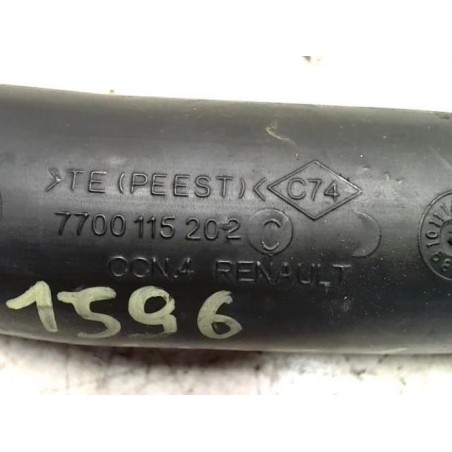 >TE (PEEST)< C74
7700 115 202 C
CON.4 RENAULT
1596